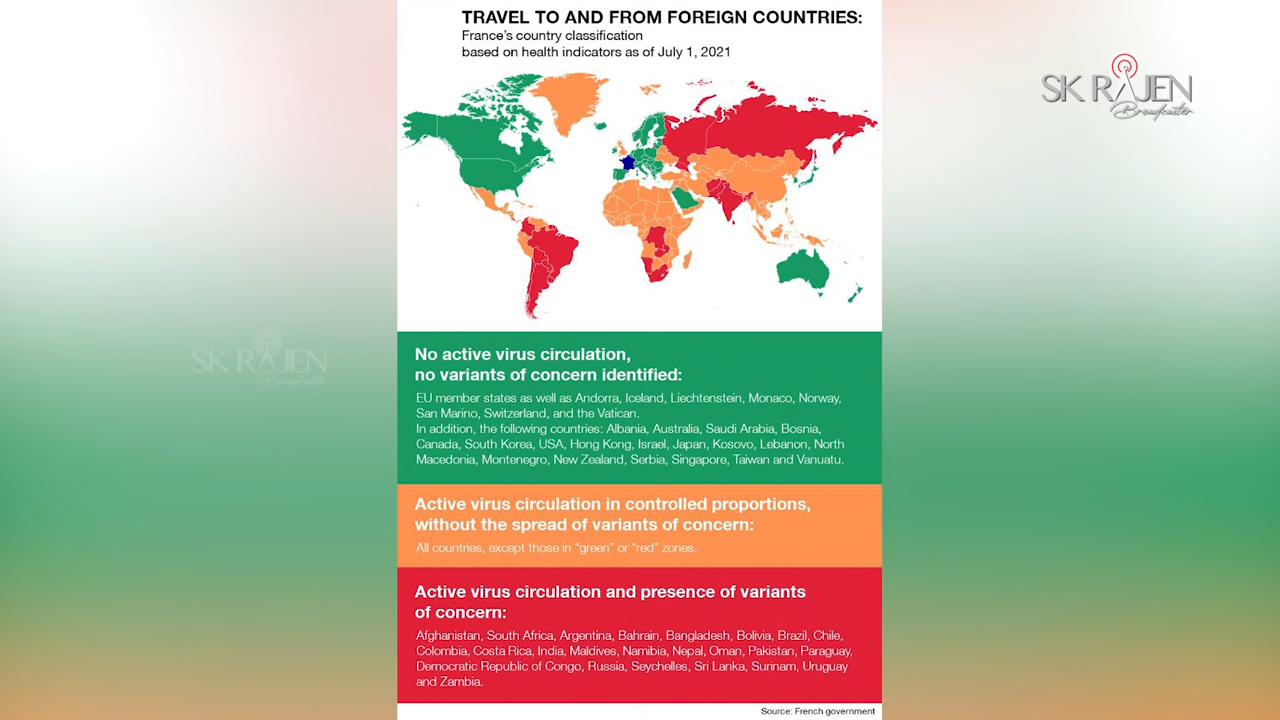 TRAVEL TO AND FROM FOREIGN COUNTRIES:
France's country classification
based on health indicators as of July 1, 2021
SK RAJEN
Broadcaster
SK RAJEN
Broadcaster
No active virus circulation,
no variants of concern identified:
EU member states as well as Andorra, Iceland, Liechtenstein, Monaco, Norway,
San Marino, Switzerland, and the Vatican.
In addition, the following countries: Albania, Australia, Saudi Arabia, Bosnia,
Canada, South Korea, USA, Hong Kong, Israel, Japan, Kosovo, Lebanon, North
Macedonia, Montenegro, New Zealand, Serbia, Singapore, Taiwan and Vanuatu.
Active virus circulation in controlled proportions,
without the spread of variants of concern:
All countries, except those in “green” or “red” zones.
Active virus circulation and presence of variants
of concern:
Afghanistan, South Africa, Argentina, Bahrain, Bangladesh, Bolivia, Brazil, Chile,
Colombia, Costa Rica, India, Maldives, Namibia, Nepal, Oman, Pakistan, Paraguay,
Democratic Republic of Congo, Russia, Seychelles, Sri Lanka, Surinam, Uruguay
and Zambia.
Source: French government